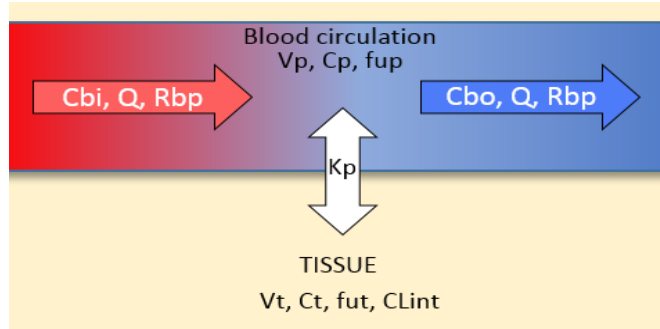 Blood circulation
Vp, Cp, fup
Cbi, Q, Rbp
Cbo, Q, Rbp
Kp
TISSUE
Vt, Ct, fut, CLint